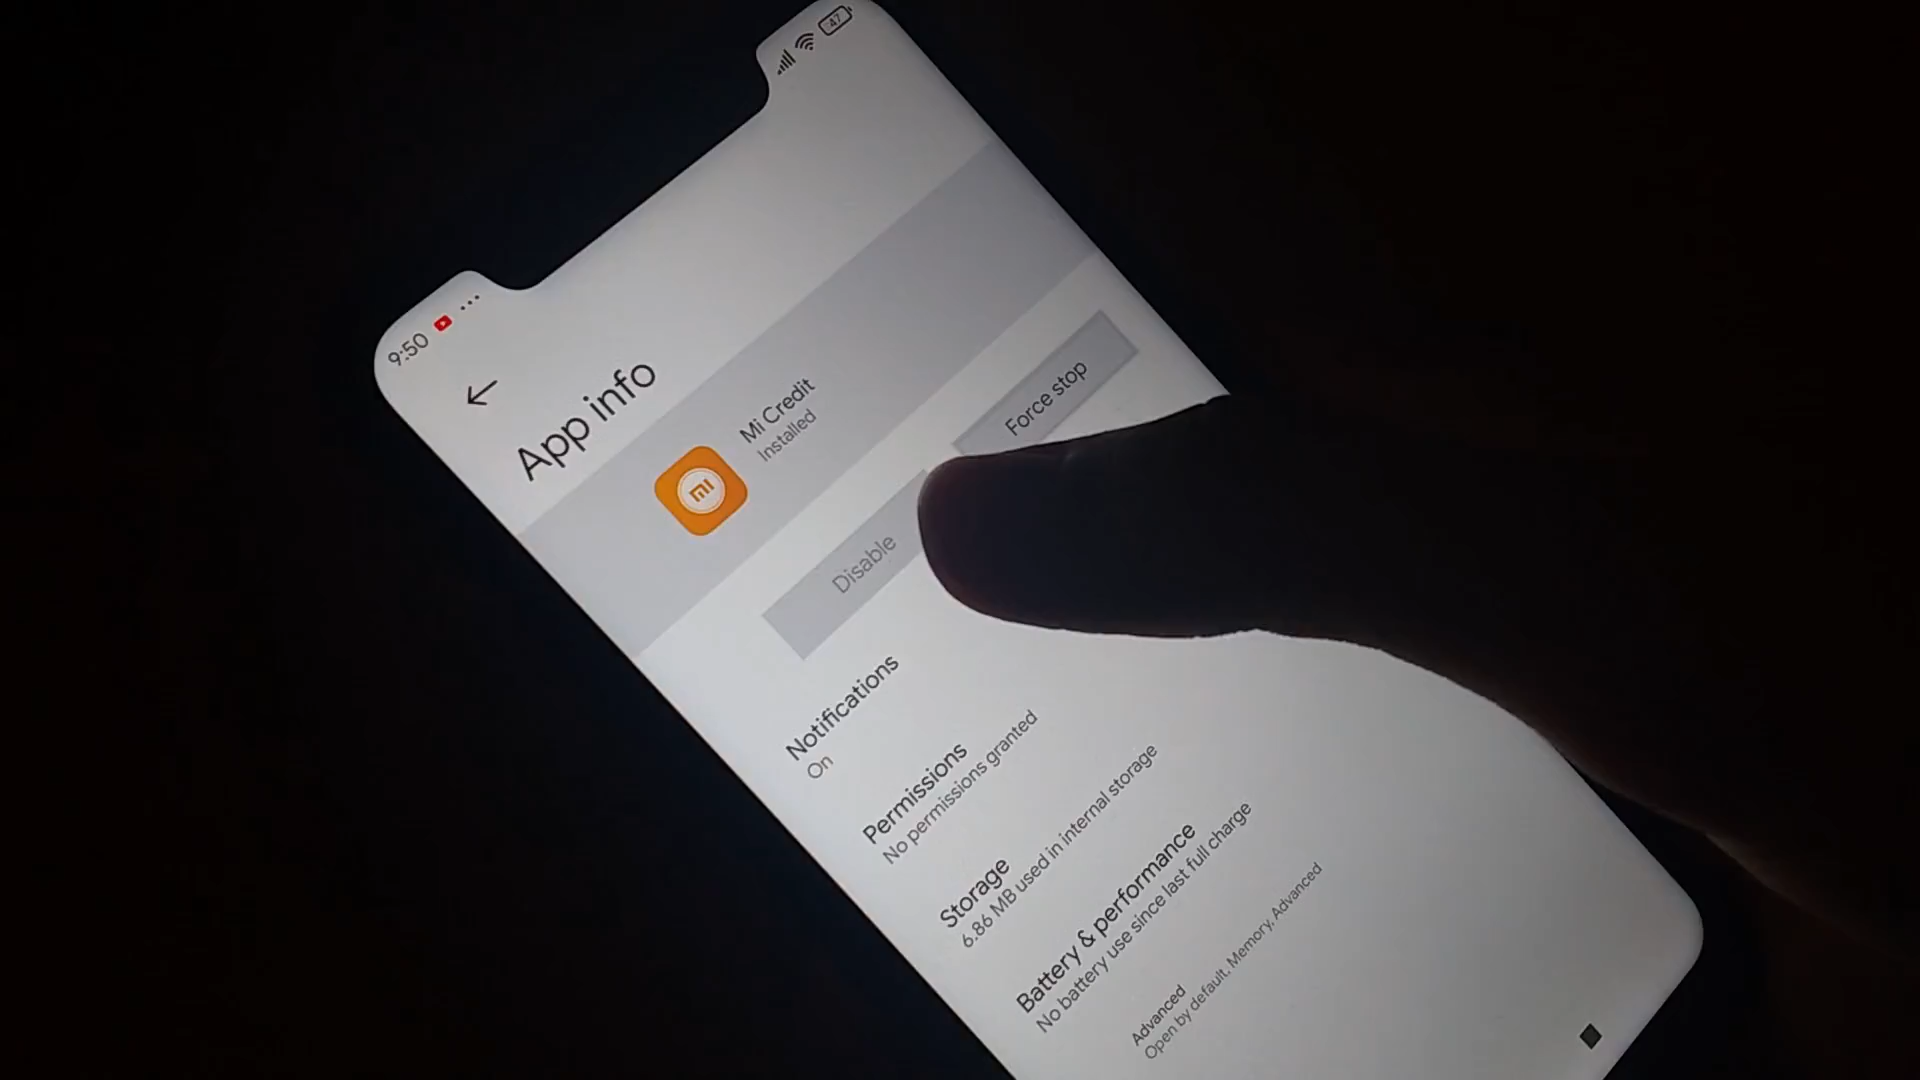 9:50
47
App info
Mi Credit
Installed
Disable
Force stop
Notifications
On
Permissions
No permissions granted
Storage
6.86 MB used in internal storage
Battery & performance
No battery use since last full charge
Advanced
Open by default, Memory, Advanced